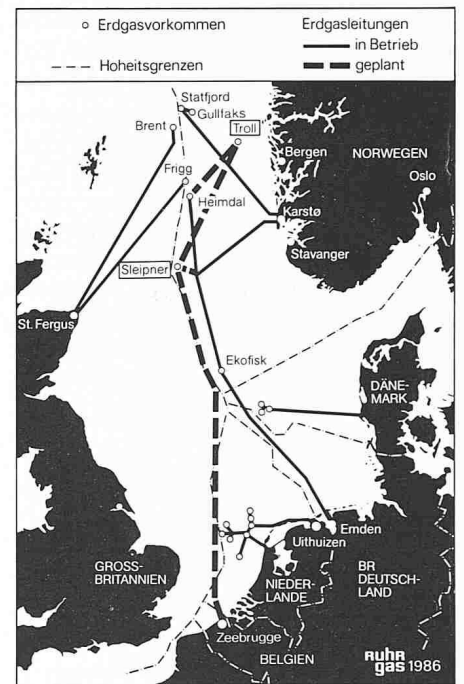 Erdgasvorkommen
Hoheitsgrenzen
Erdgasleitungen
in Betrieb
geplant
Statfjord
Gullfaks
Brent
Troll
Bergen
NORWEGEN
Oslo
Frigg
Heimdal
Karstø
Stavanger
Sleipner
St. Fergus
Ekofisk
DÄNE-
MARK
Emden
Uithuizen
GROSS-
BRITANNIEN
NIEDER-
LANDE
BR
DEUTSCH-
LAND
Zeebrugge
BELGIEN
RUHR
gas 1986